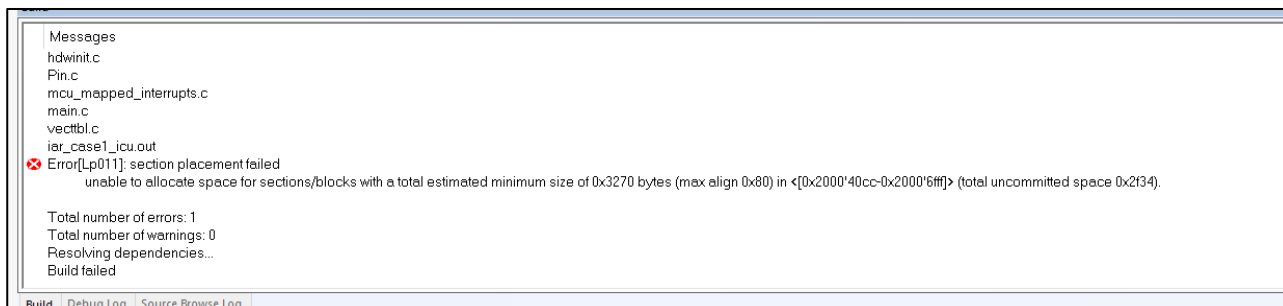 Messages
hdwinit.c
Pin.c
mcu_mapped_interrupts.c
main.c
vecttbl.c
iar_case1_icu.out
Error[Lp011]: section placement failed
unable to allocate space for sections/blocks with a total estimated minimum size of 0x3270 bytes (max align 0x80) in <[0x2000'40cc-0x2000'6fff]> (total uncommitted space 0x2f34).
Total number of errors: 1
Total number of warnings: 0
Resolving dependencies...
Build failed
Build Debug Log Source Browse Log